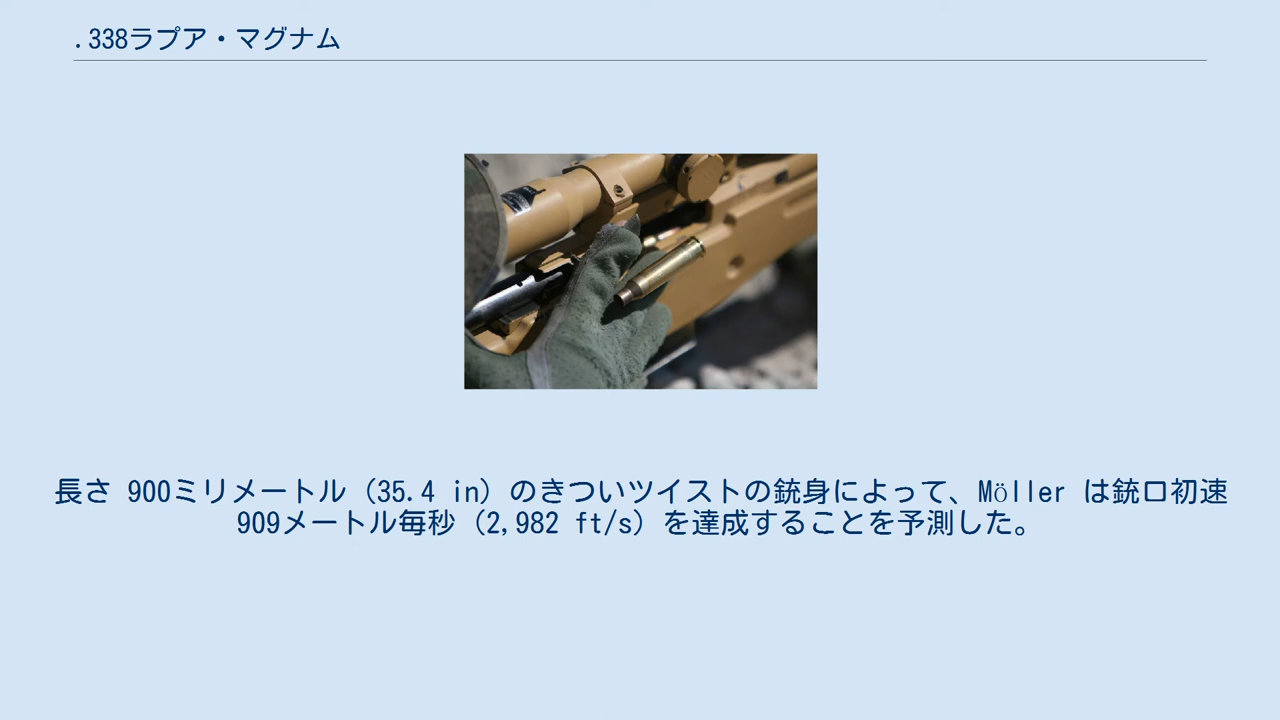 .338ラプア・マグナム
長さ 900ミリメートル (35.4 in) のきついツイストの銃身によって、Möller は銃口初速
909メートル毎秒 (2,982 ft/s) を達成することを予測した。